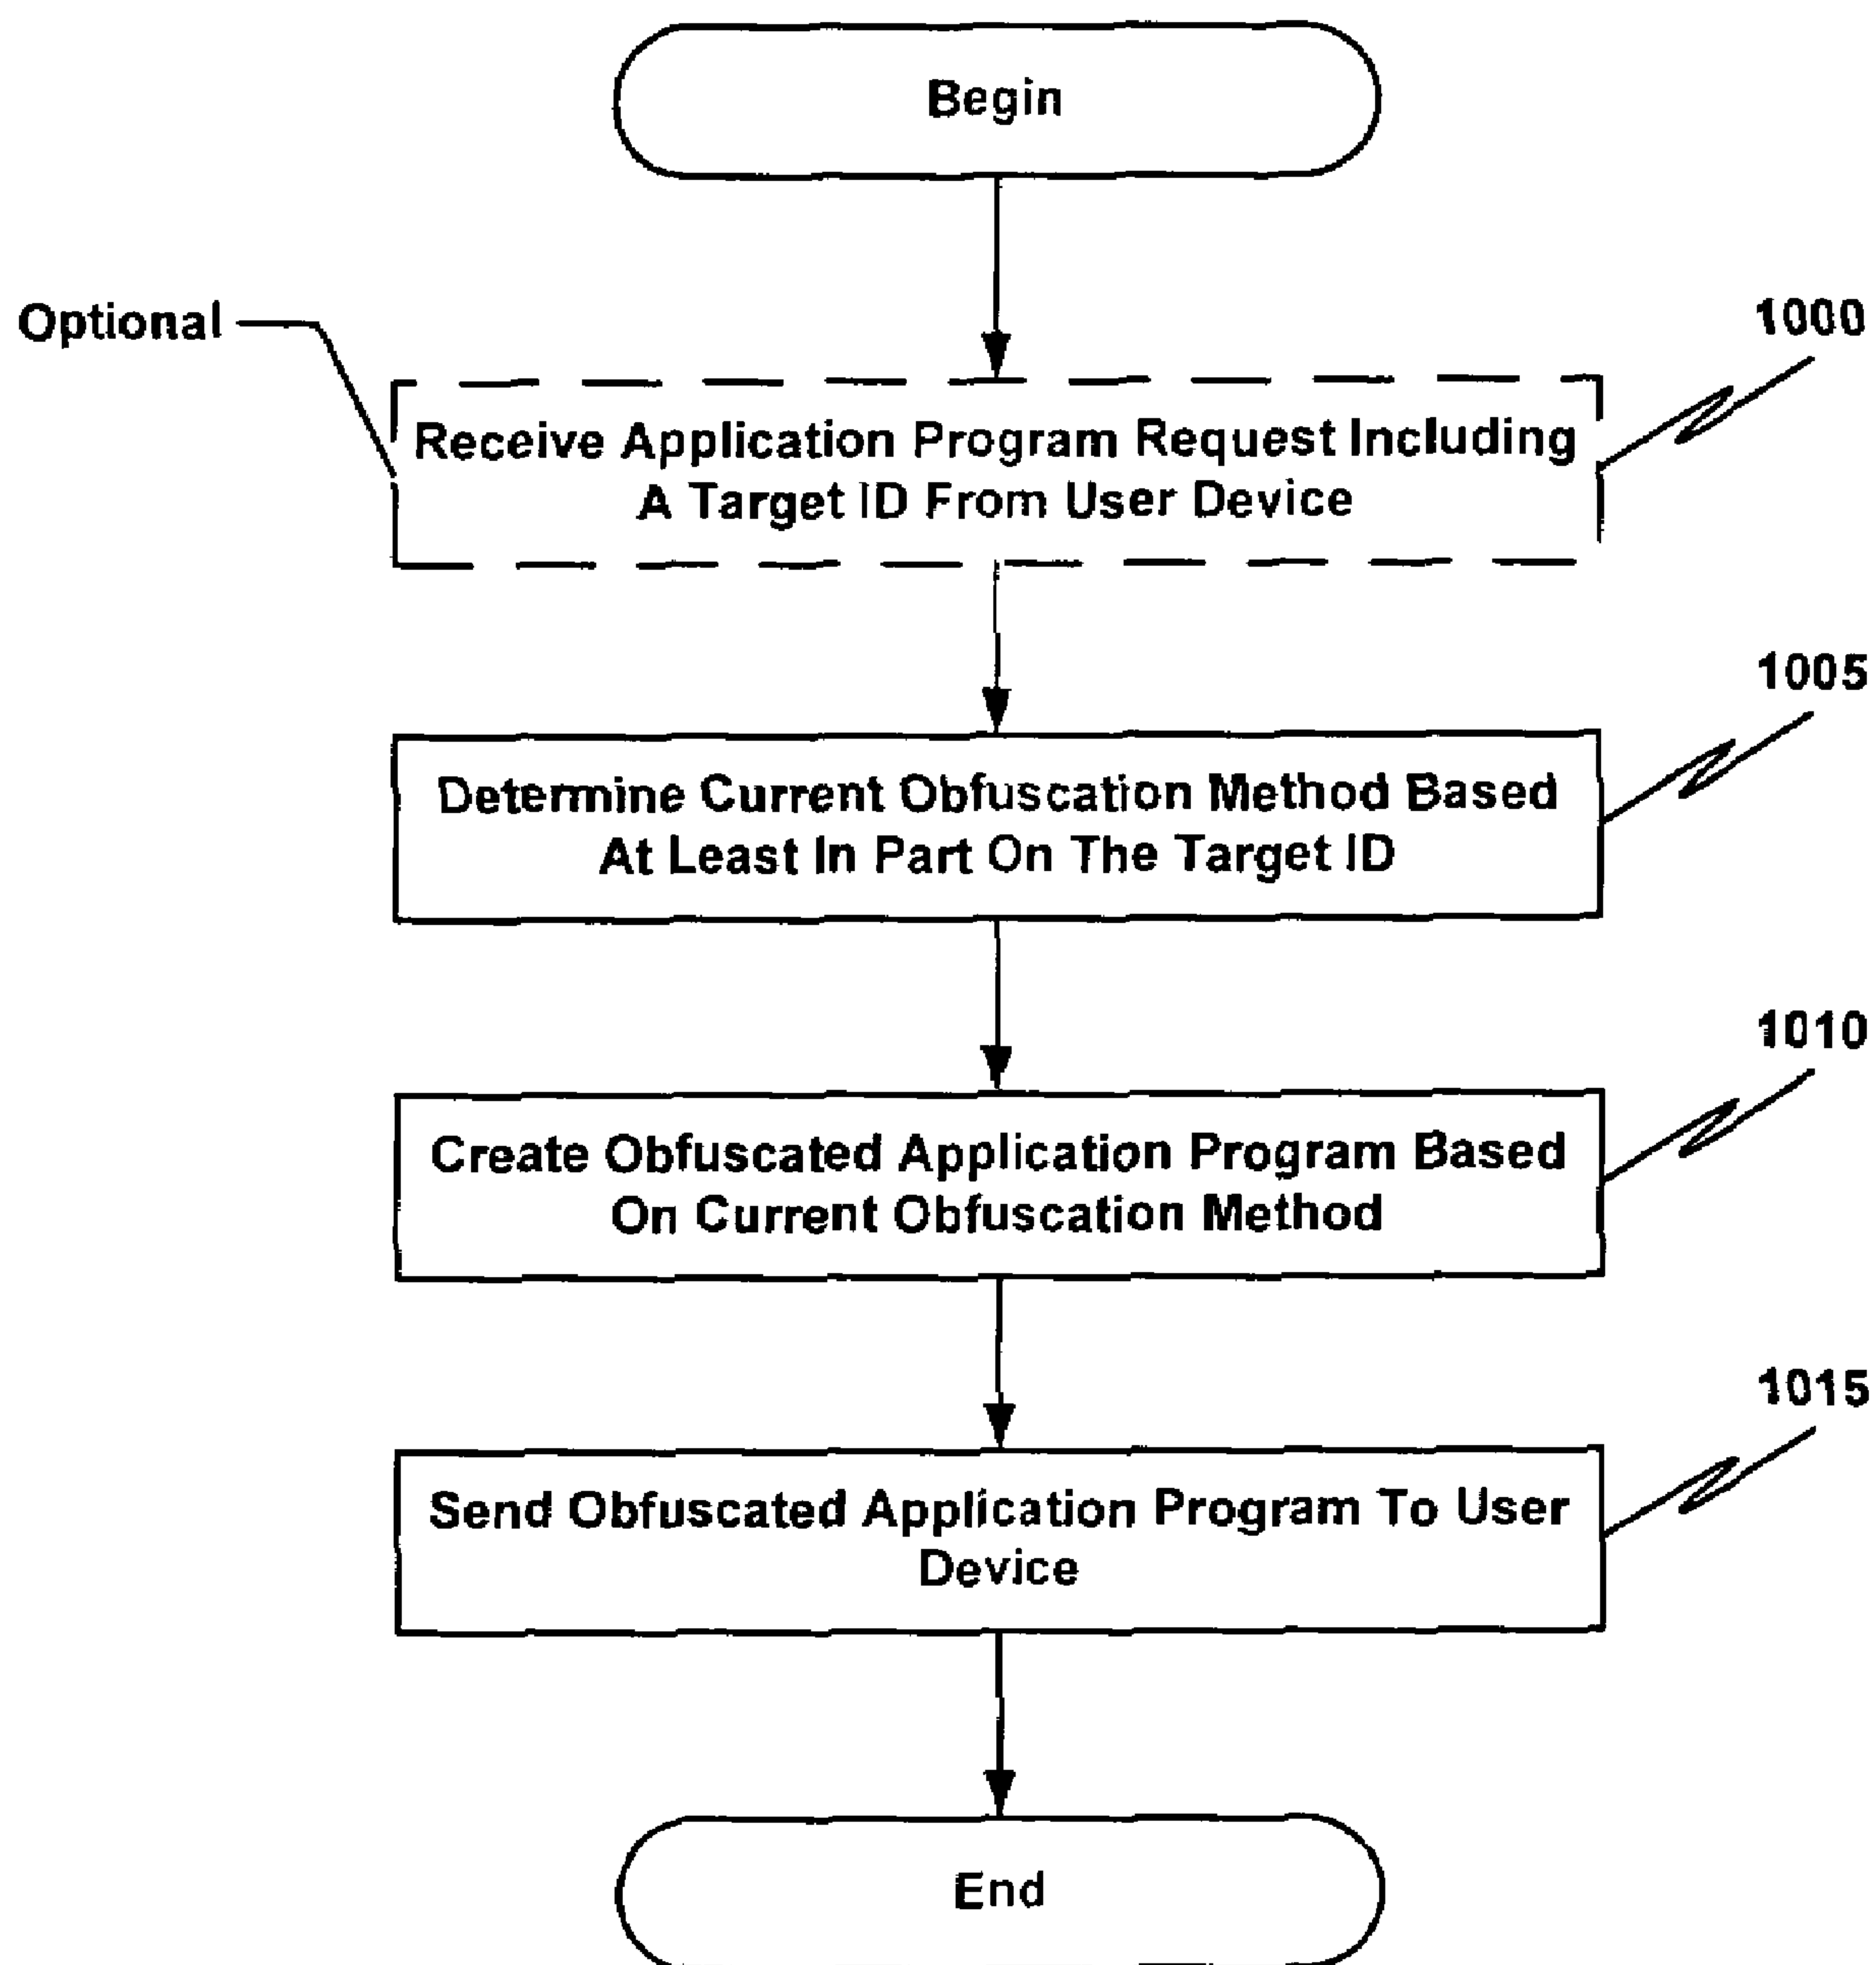 Begin
Optional
1000
Receive Application Program Request Including
A Target ID From User Device
1005
Determine Current Obfuscation Method Based
At Least In Part On The Target ID
1010
Create Obfuscated Application Program Based
On Current Obfuscation Method
1015
Send Obfuscated Application Program To User
Device
End